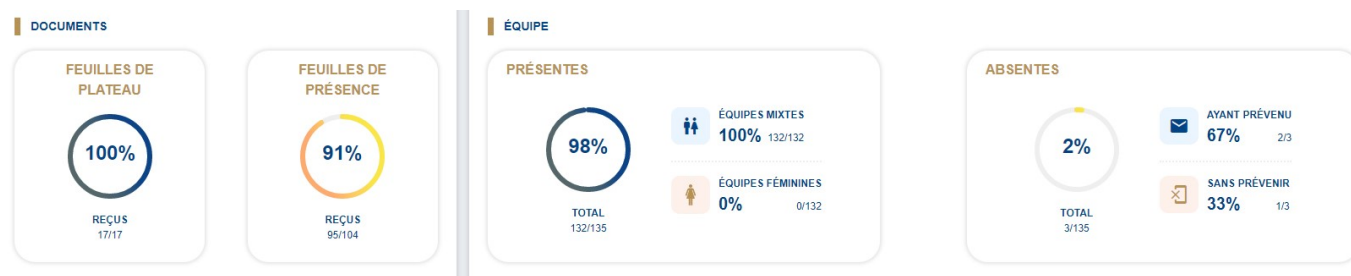 DOCUMENTS
FEUILLES DE
PLATEAU
100%
REÇUS
17/17
FEUILLES DE
PRÉSENCE
91%
REÇUS
95/104
ÉQUIPE
PRÉSENTES
98%
TOTAL
132/135
ÉQUIPES MIXTES
100% 132/132
ÉQUIPES FÉMININES
0% 0/132
ABSENTES
2%
TOTAL
3/135
AYANT PRÉVENU
67% 2/3
SANS PRÉVENIR
33% 1/3